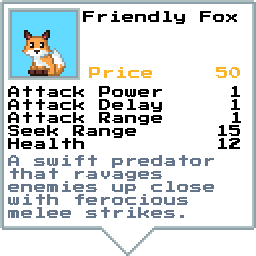 Friendly Fox
Price 50
Attack Power 1
Attack Delay 1
Attack Range 1
Seek Range 15
Health 12
A swift predator
that ravages
enemies up close
with ferocious
melee strikes.